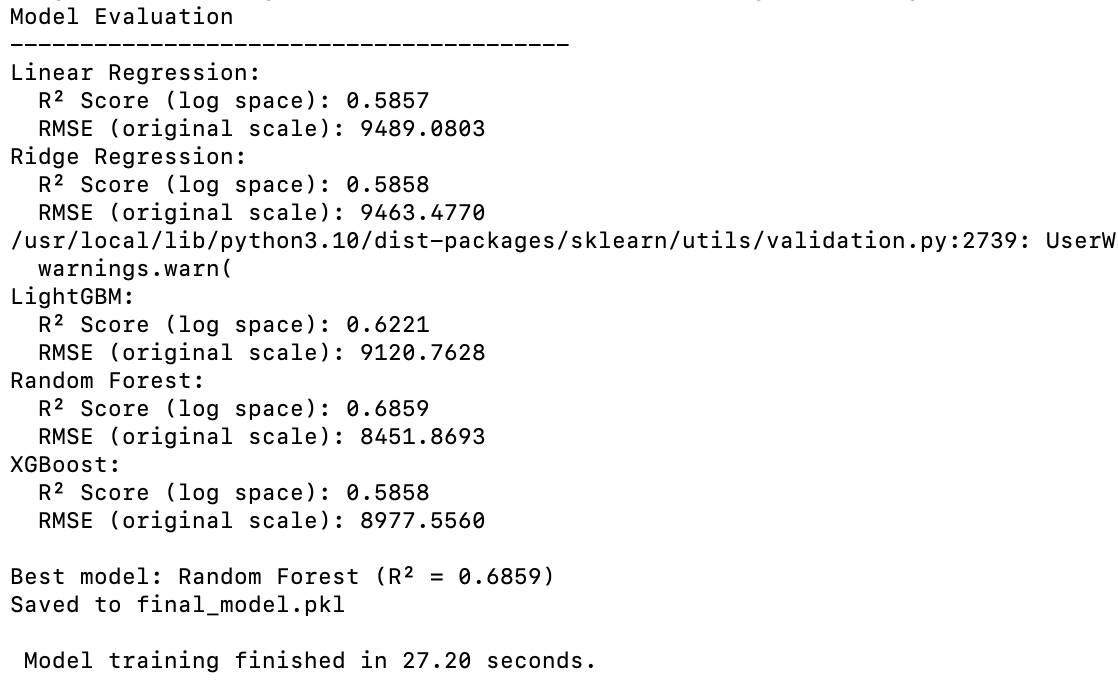 Model Evaluation
----------------------------------------
Linear Regression:
  R² Score (log space): 0.5857
  RMSE (original scale): 9489.0803
Ridge Regression:
  R² Score (log space): 0.5858
  RMSE (original scale): 9463.4770
/usr/local/lib/python3.10/dist-packages/sklearn/utils/validation.py:2739: UserW
  warnings.warn(
LightGBM:
  R² Score (log space): 0.6221
  RMSE (original scale): 9120.7628
Random Forest:
  R² Score (log space): 0.6859
  RMSE (original scale): 8451.8693
XGBoost:
  R² Score (log space): 0.5858
  RMSE (original scale): 8977.5560
Best model: Random Forest (R² = 0.6859)
Saved to final_model.pkl
 Model training finished in 27.20 seconds.